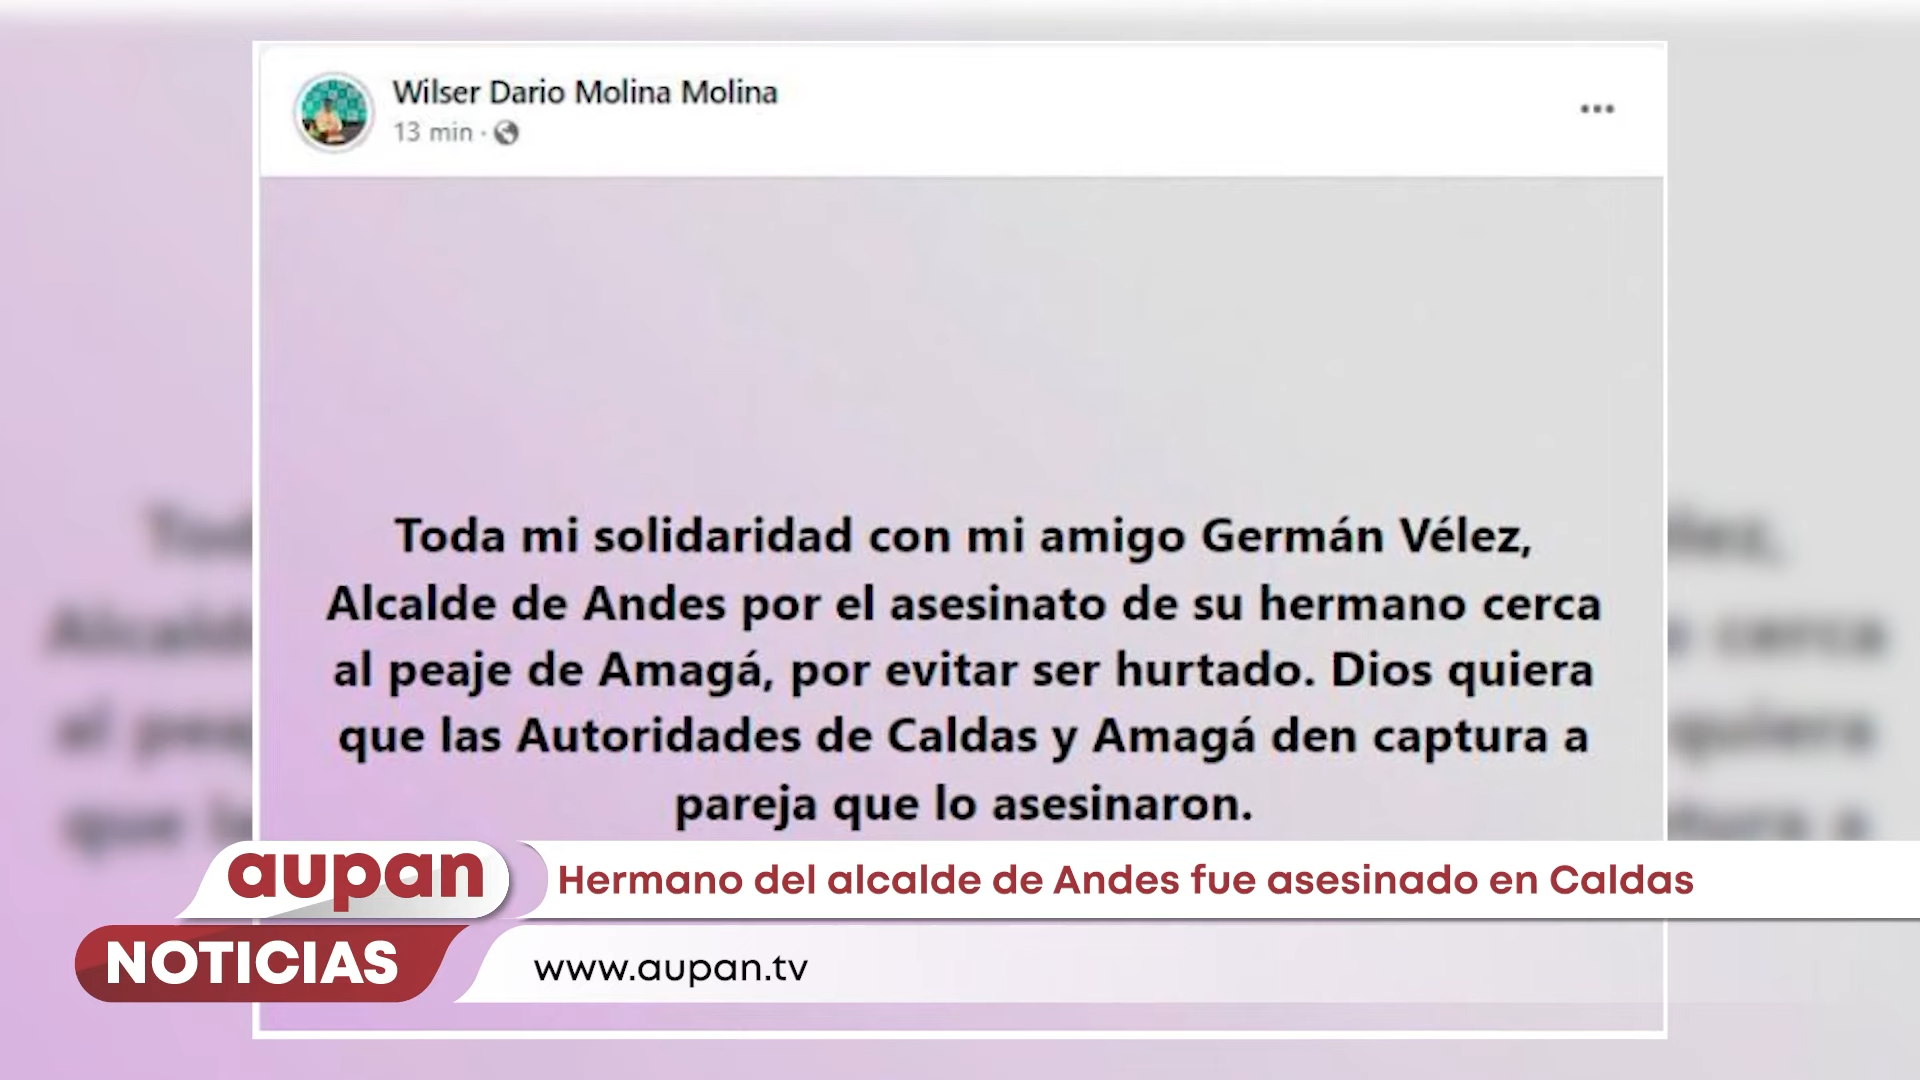 Wilser Dario Molina Molina
13 min ·
Toda mi solidaridad con mi amigo Germán Vélez,
Alcalde de Andes por el asesinato de su hermano cerca
al peaje de Amagá, por evitar ser hurtado. Dios quiera
que las Autoridades de Caldas y Amagá den captura a
pareja que lo asesinaron.
aupan
Hermano del alcalde de Andes fue asesinado en Caldas
NOTICIAS
www.aupan.tv